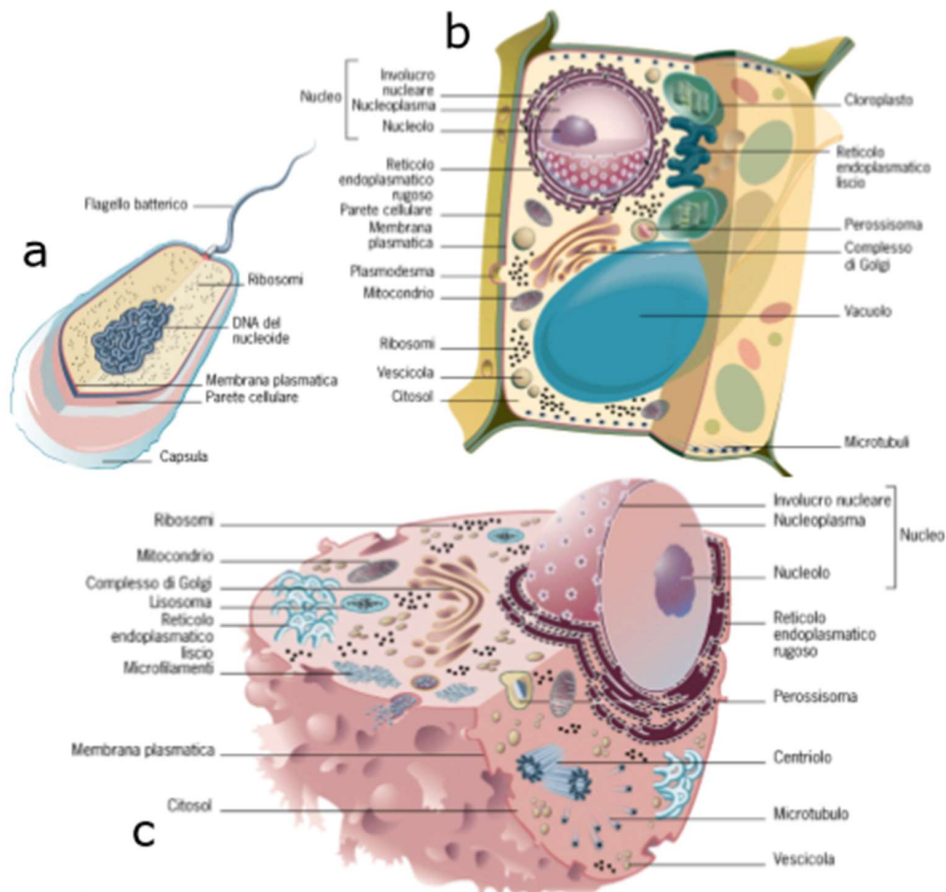 a
Flagello batterico
Ribosomi
DNA del
nucleoide
Membrana plasmatica
Parete cellulare
Capsula
b
Nucleo
Involucro
nucleare
Nucleoplasma
Nucleolo
Reticolo
endoplasmatico
rugoso
Parete cellulare
Membrana
plasmatica
Plasmodesma
Mitocondrio
Ribosomi
Vescicola
Citosol
Cloroplasto
Reticolo
endoplasmatico
liscio
Perossisoma
Complesso
di Golgi
Vacuolo
Microtubuli
c
Ribosomi
Mitocondrio
Complesso di Golgi
Lisosoma
Reticolo
endoplasmatico
liscio
Microfilamenti
Membrana plasmatica
Citosol
Involucro nucleare
Nucleoplasma
Nucleo
Nucleolo
Reticolo
endoplasmatico
rugoso
Perossisoma
Centriolo
Microtubulo
Vescicola